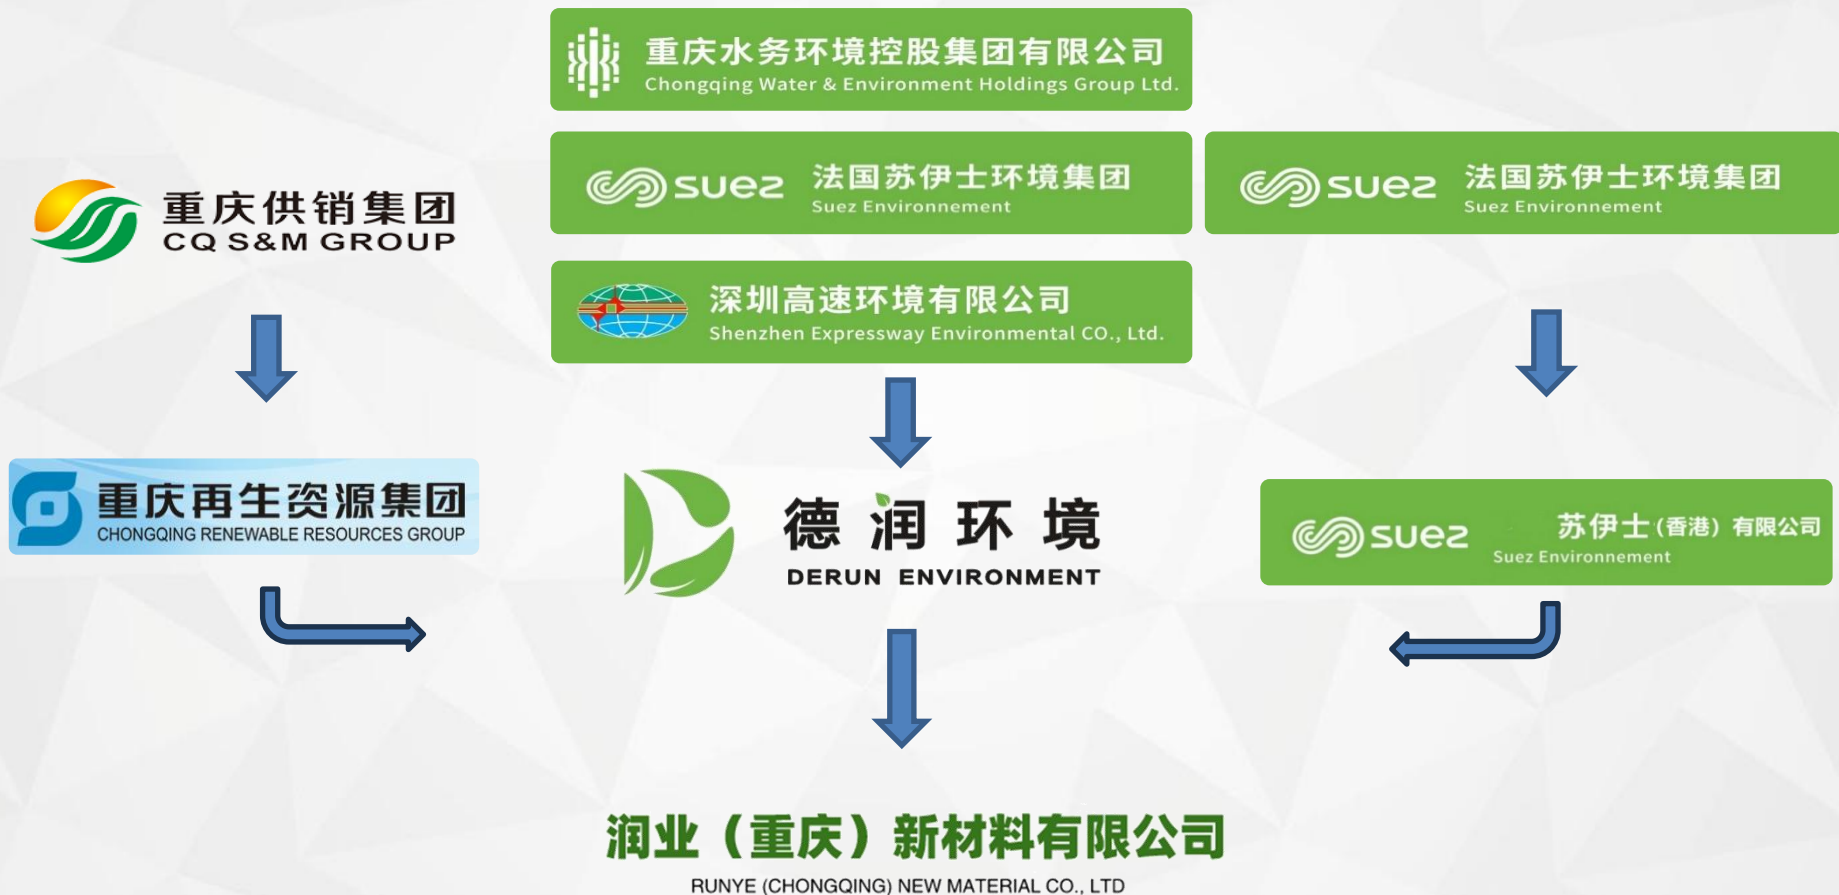 重庆水务环境控股集团有限公司
Chongqing Water & Environment Holdings Group Ltd.
重庆供销集团
CQ S&M GROUP
suez 法国苏伊士环境集团
Suez Environnement
suez 法国苏伊士环境集团
Suez Environnement
深圳高速环境有限公司
Shenzhen Expressway Environmental CO., Ltd.
重庆再生资源集团
CHONGQING RENEWABLE RESOURCES GROUP
德润环境
DERUN ENVIRONMENT
suez 苏伊士(香港)有限公司
Suez Environnement
润业（重庆）新材料有限公司
RUNYE (CHONGQING) NEW MATERIAL CO., LTD